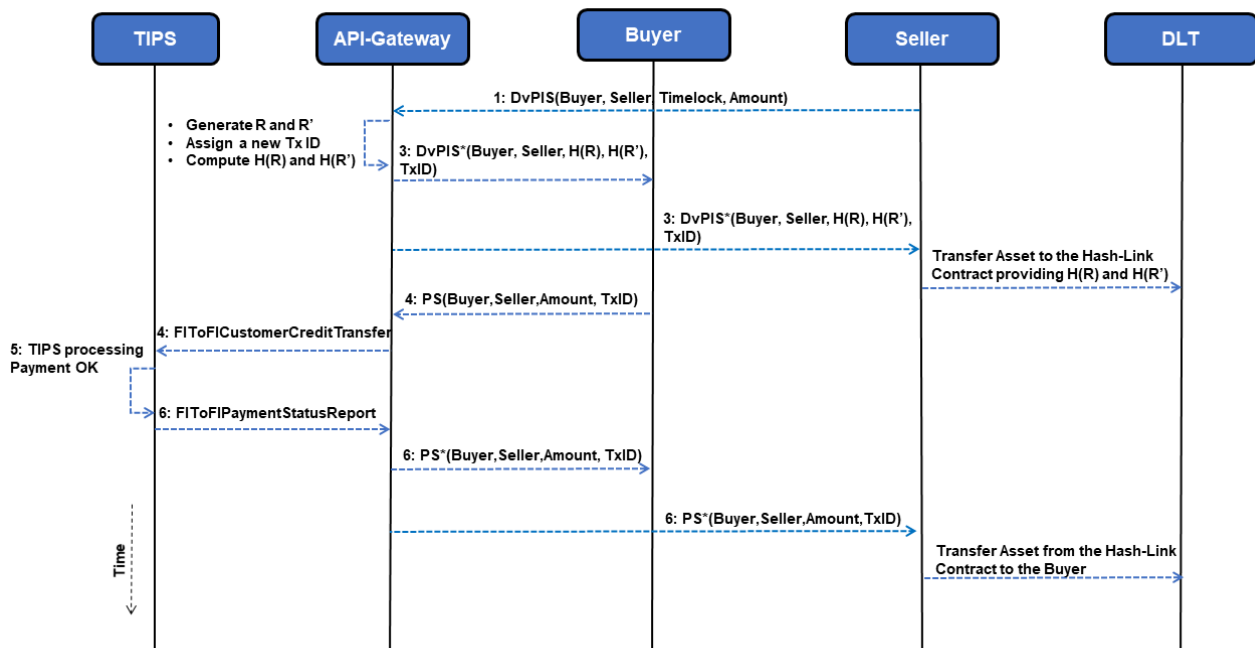 TIPS
API-Gateway
Buyer
Seller
DLT
1: DvPIS(Buyer, Seller, Timelock, Amount)
• Generate R and R’
• Assign a new Tx ID
• Compute H(R) and H(R’)
3: DvPIS*(Buyer, Seller, H(R), H(R’),
TxID)
3: DvPIS*(Buyer, Seller, H(R), H(R’),
TxID)
Transfer Asset to the Hash-Link
Contract providing H(R) and H(R’)
4: PS(Buyer,Seller,Amount, TxID)
4: FIToFICustomerCreditTransfer
5: TIPS processing
Payment OK
6: FIToFIPaymentStatusReport
6: PS*(Buyer,Seller,Amount, TxID)
6: PS*(Buyer,Seller,Amount,TxID)
Time
Transfer Asset from the Hash-Link
Contract to the Buyer